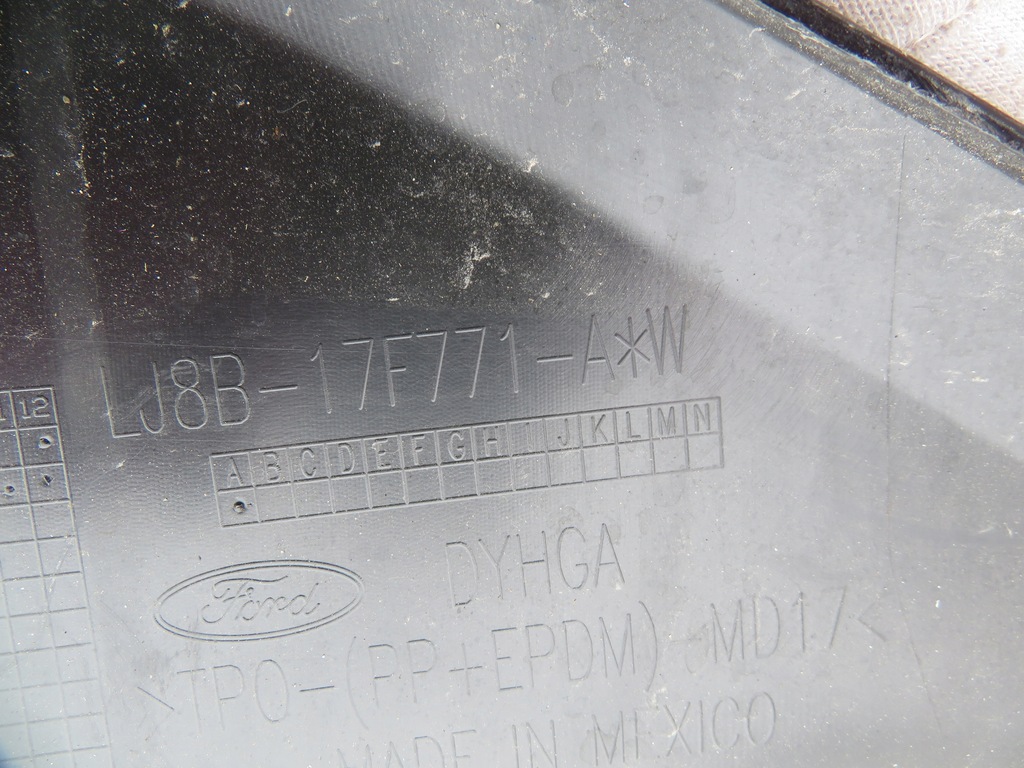 LJ8B-17F771-A*W
12
A B C D E F G H I J K L M N
Ford DYHGA
>TPO-(PP+EPDM)-MD17<
MADE IN MEXICO